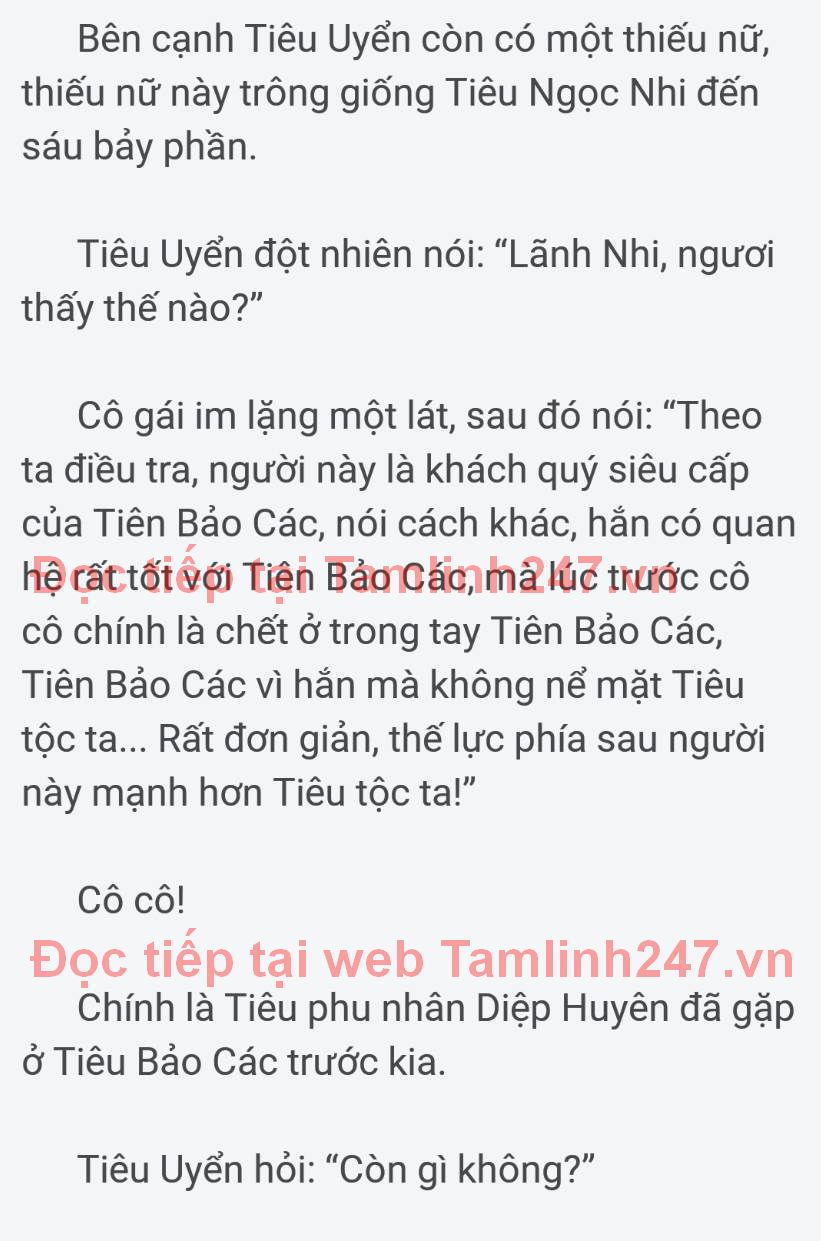 Bên cạnh Tiêu Uyển còn có một thiếu nữ,
thiếu nữ này trông giống Tiêu Ngọc Nhi đến
sáu bảy phần.
Tiêu Uyển đột nhiên nói: “Lãnh Nhi, ngươi
thấy thế nào?”
Cô gái im lặng một lát, sau đó nói: “Theo
ta điều tra, người này là khách quý siêu cấp
của Tiên Bảo Các, nói cách khác, hắn có quan
hệ rất tốt với Tiên Bảo Các, mà lúc trước cô
Đọc tiếp tại Tamlinh247.vn
cô chính là chết ở trong tay Tiên Bảo Các,
Tiên Bảo Các vì hắn mà không nể mặt Tiêu
tộc ta... Rất đơn giản, thế lực phía sau người
này mạnh hơn Tiêu tộc ta!”
Cô cô!
Đọc tiếp tại web Tamlinh247.vn
Chính là Tiêu phu nhân Diệp Huyên đã gặp
ở Tiêu Bảo Các trước kia.
Tiêu Uyển hỏi: “Còn gì không?”